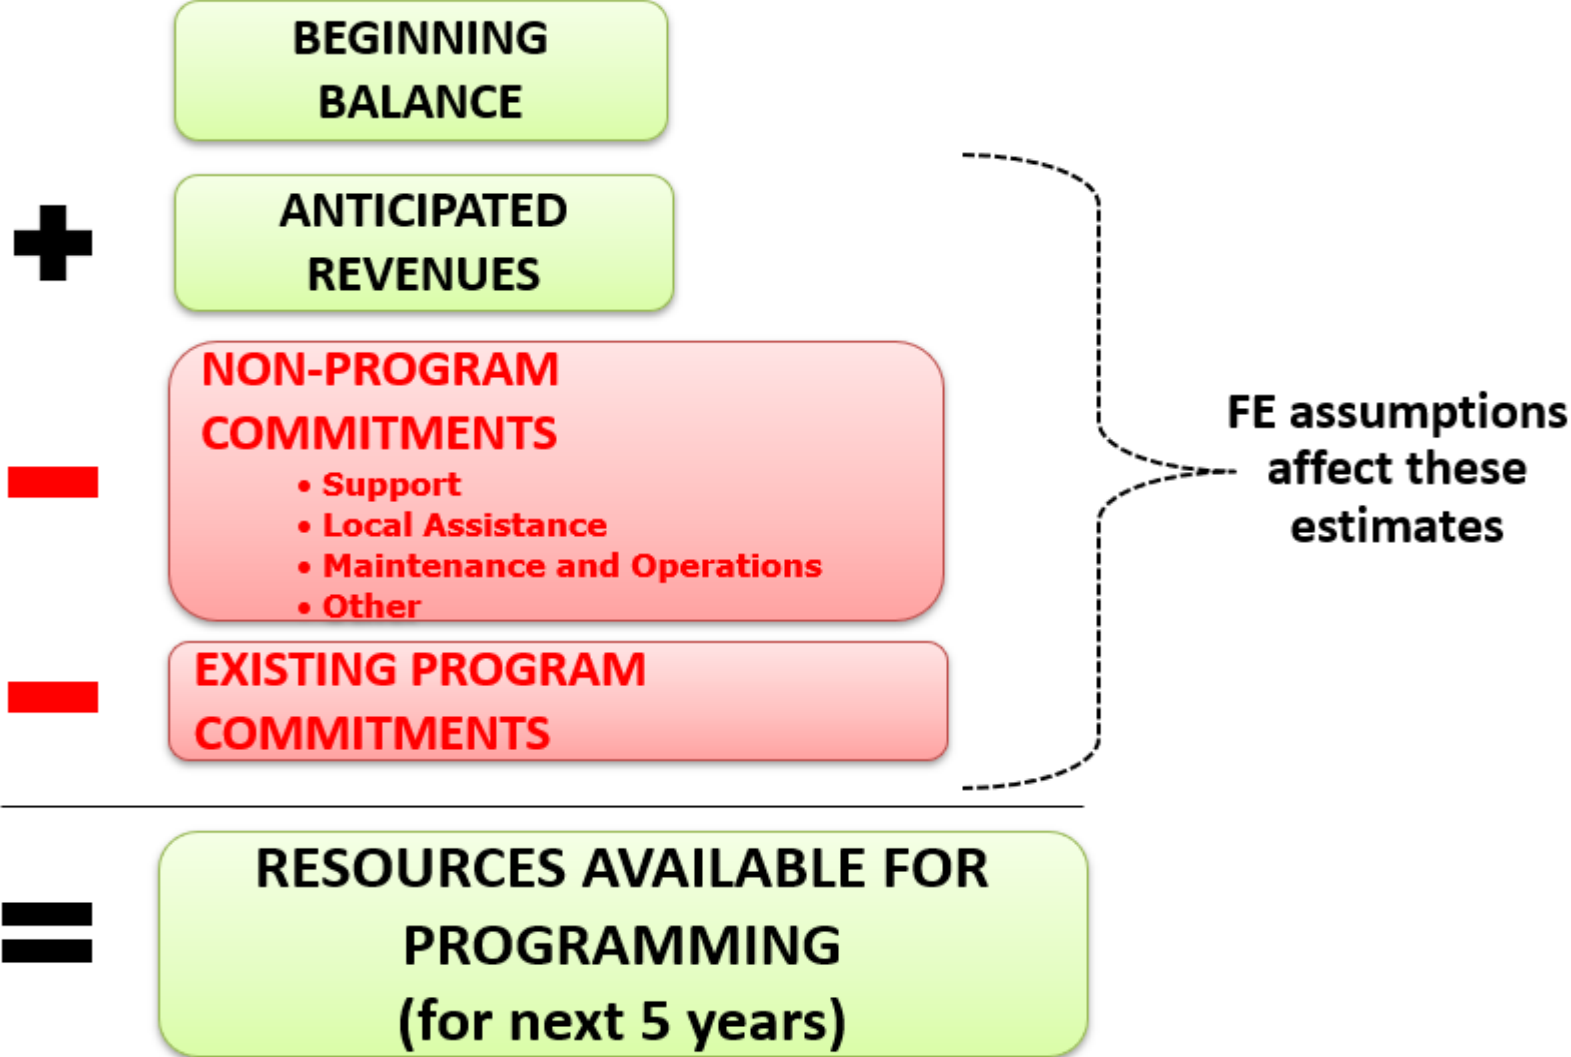 BEGINNING
BALANCE
ANTICIPATED
REVENUES
NON-PROGRAM
COMMITMENTS
• Support
• Local Assistance
• Maintenance and Operations
• Other
EXISTING PROGRAM
COMMITMENTS
FE assumptions
affect these
estimates
RESOURCES AVAILABLE FOR
PROGRAMMING
(for next 5 years)